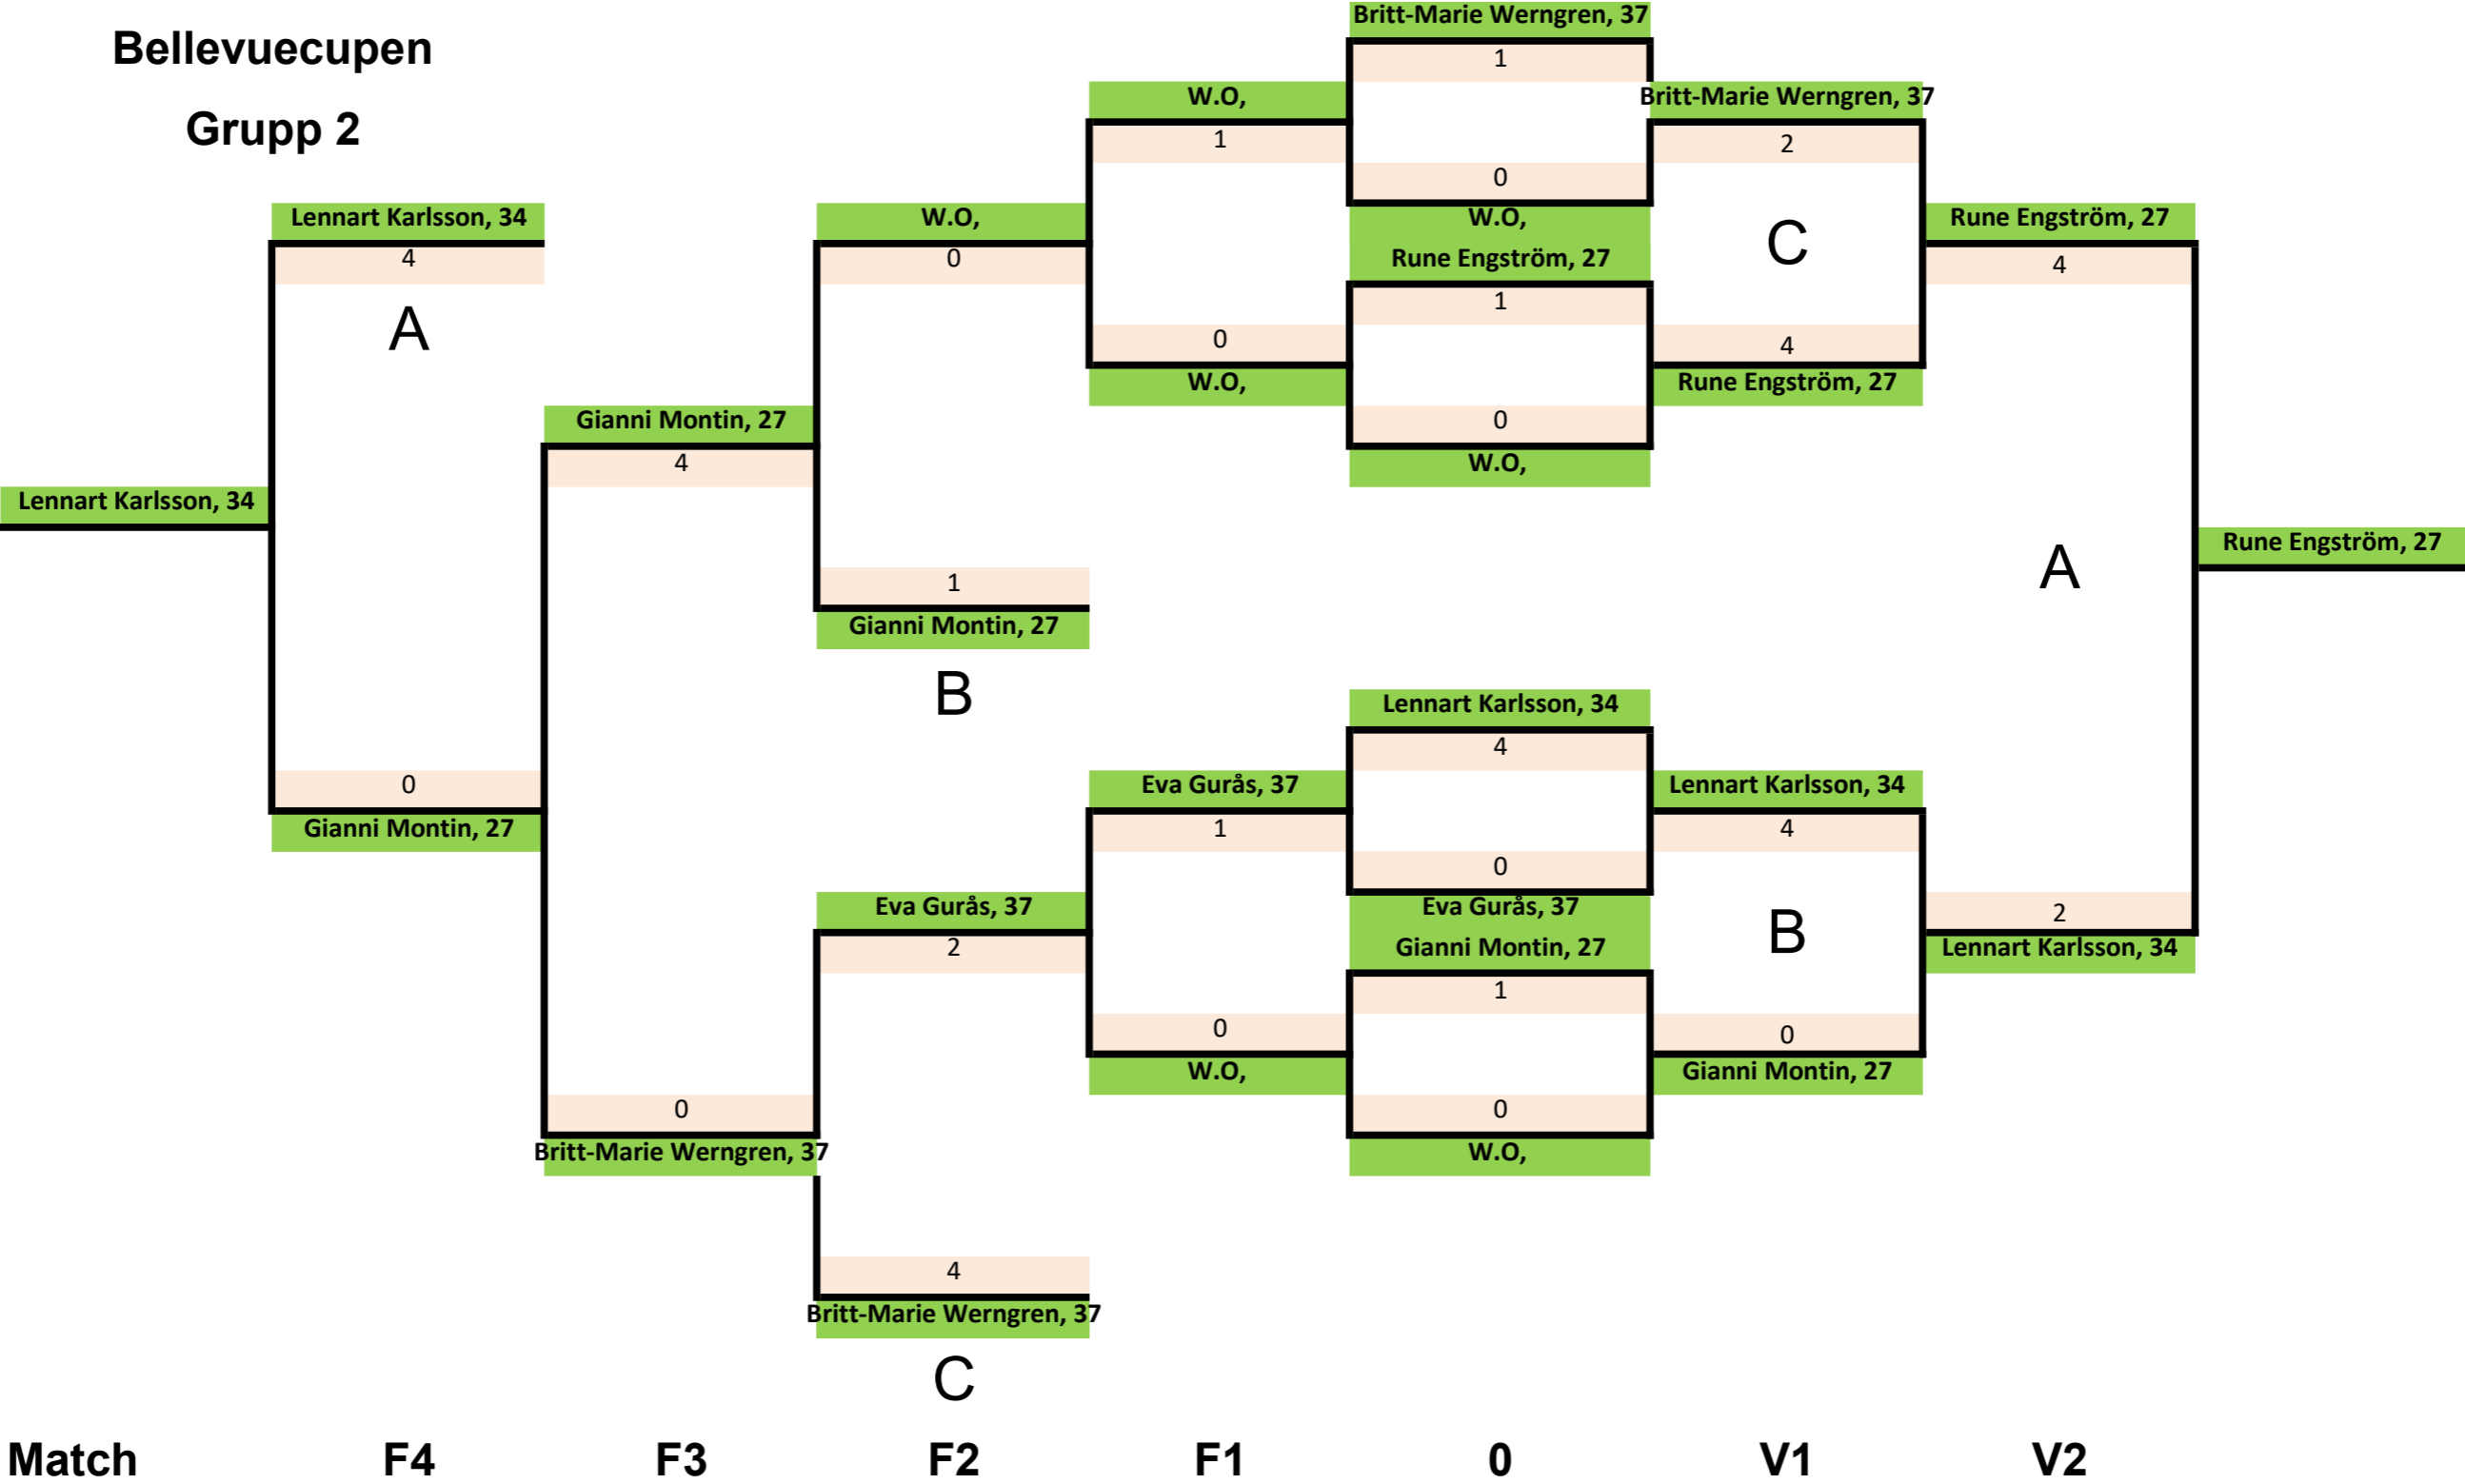 Bellevuecupen
Grupp 2
Britt-Marie Werngren, 37
1
W.O,
Britt-Marie Werngren, 37
1
2
0
Lennart Karlsson, 34
W.O,
W.O,
C
Rune Engström, 27
4
0
Rune Engström, 27
4
A
1
0
4
W.O,
Rune Engström, 27
Gianni Montin, 27
0
4
W.O,
Lennart Karlsson, 34
Rune Engström, 27
A
1
Gianni Montin, 27
B
Lennart Karlsson, 34
4
0
Eva Gurås, 37
Lennart Karlsson, 34
Gianni Montin, 27
1
4
0
Eva Gurås, 37
Eva Gurås, 37
B
2
2
Gianni Montin, 27
Lennart Karlsson, 34
1
0
0
W.O,
Gianni Montin, 27
0
0
Britt-Marie Werngren, 37
W.O,
4
Britt-Marie Werngren, 37
C
Match F4 F3 F2 F1 0 V1 V2